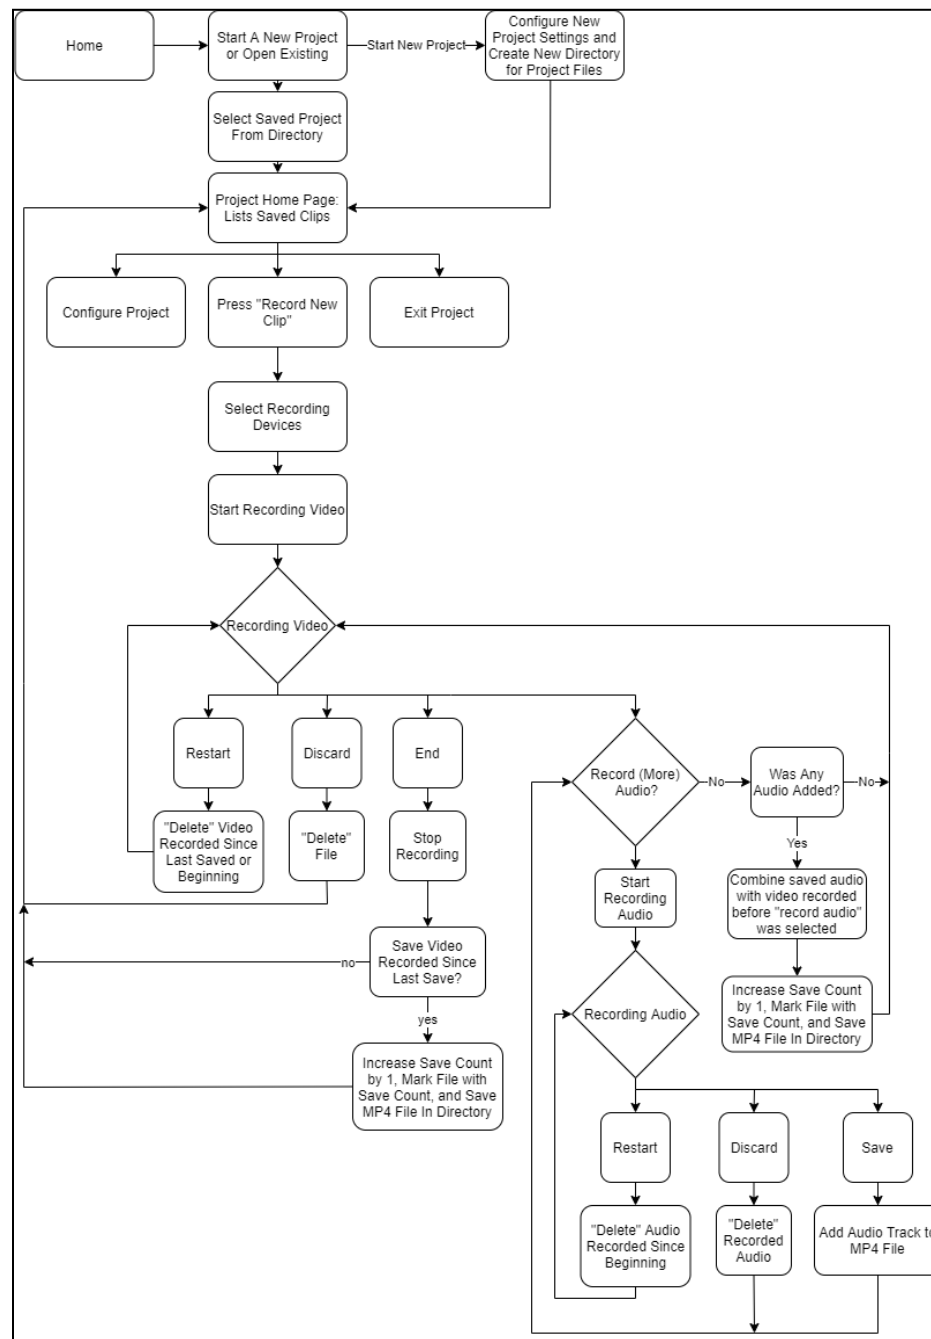 Home
Start A New Project
or Open Existing
Start New Project
Configure New
Project Settings and
Create New Directory
for Project Files
Select Saved Project
From Directory
Project Home Page:
Lists Saved Clips
Configure Project
Press "Record New
Clip"
Exit Project
Select Recording
Devices
Start Recording Video
Recording Video
Restart
Discard
End
Record (More)
Audio?
No
Was Any
Audio Added?
No
"Delete" Video
Recorded Since
Last Saved or
Beginning
"Delete"
File
Stop
Recording
Yes
Start
Recording
Audio
Combine saved audio
with video recorded
before "record audio"
was selected
Save Video
Recorded Since
Last Save?
no
yes
Recording Audio
Increase Save Count
by 1, Mark File with
Save Count, and Save
MP4 File In Directory
Increase Save Count
by 1, Mark File with
Save Count, and Save
MP4 File In Directory
Restart
Discard
Save
"Delete" Audio
Recorded Since
Beginning
"Delete"
Recorded
Audio
Add Audio Track to
MP4 File